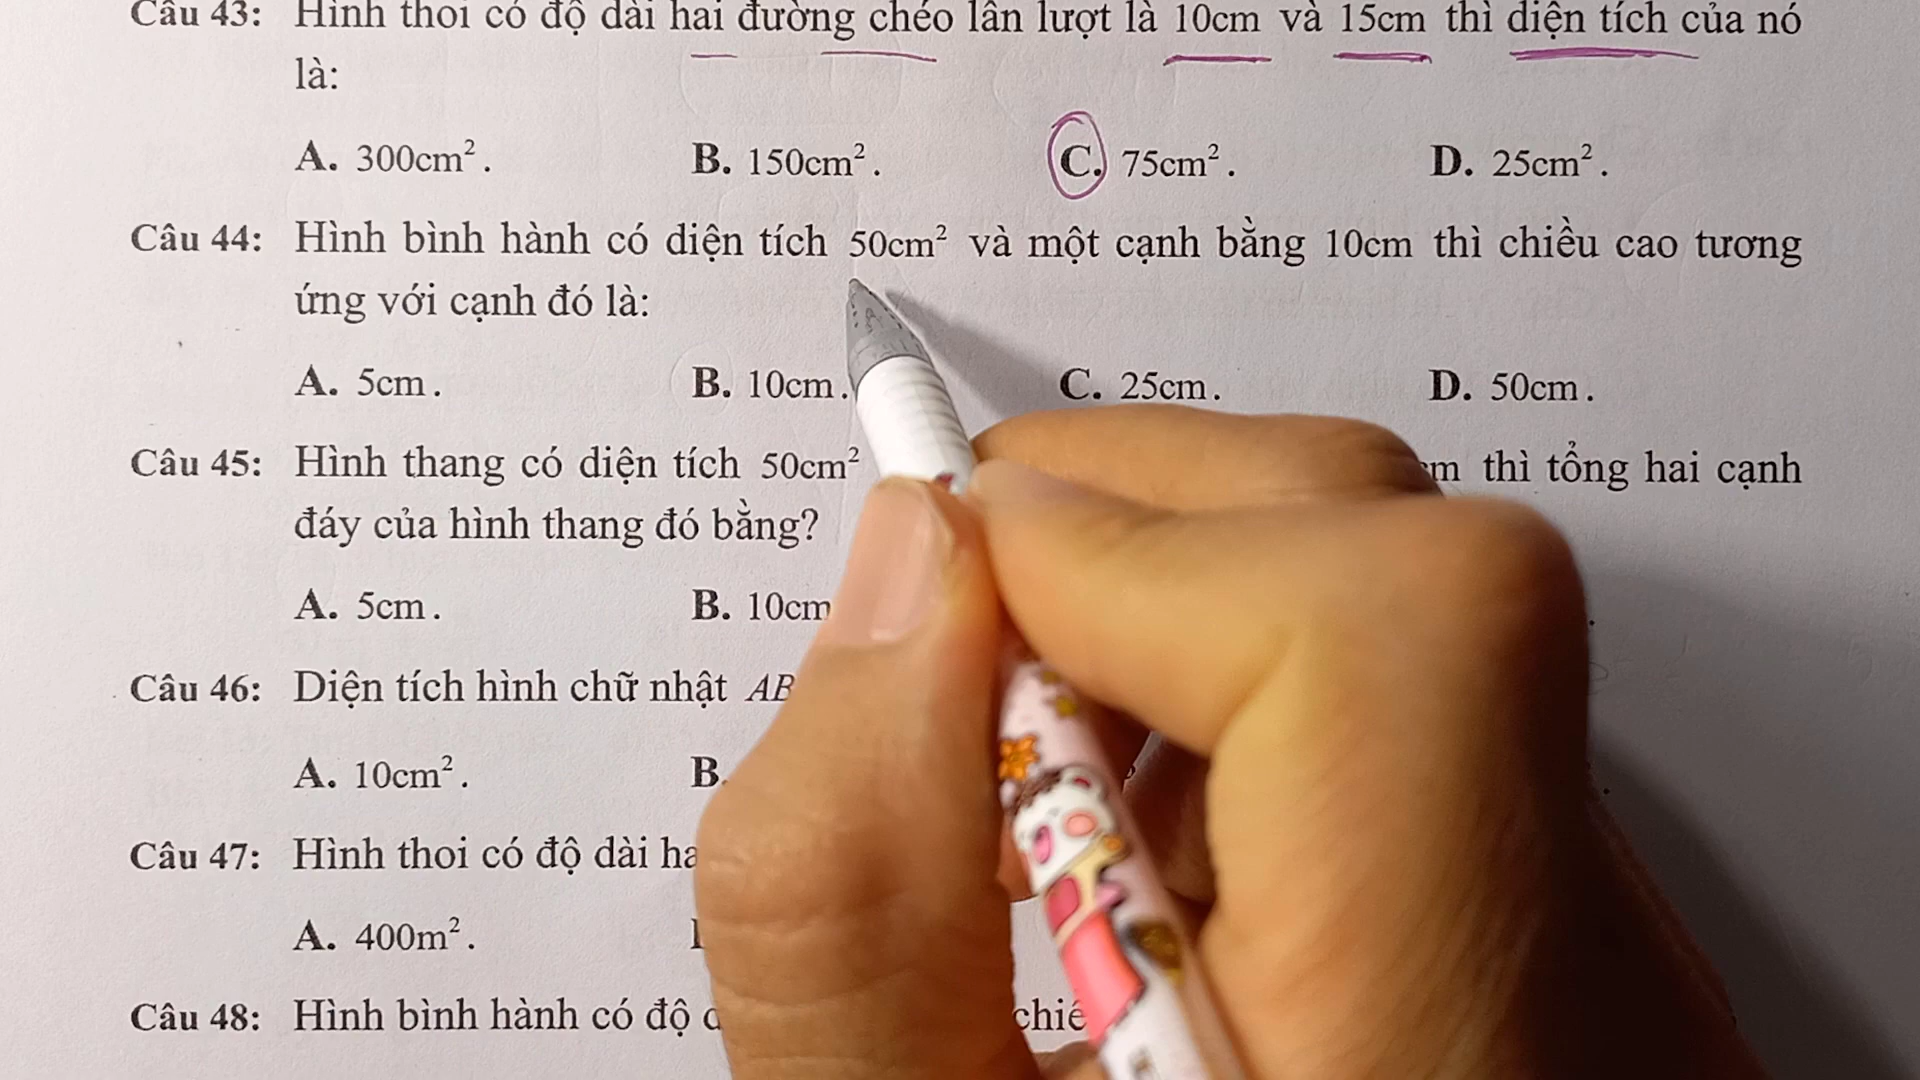 Câu 43: Hình thoi có độ dài hai đường chéo lần lượt là 10cm và 15cm thì diện tích của nó
là:
A. 300cm². B. 150cm². C. 75cm². D. 25cm².
Câu 44: Hình bình hành có diện tích 50cm² và một cạnh bằng 10cm thì chiều cao tương
ứng với cạnh đó là:
A. 5cm. B. 10cm. C. 25cm. D. 50cm.
Câu 45: Hình thang có diện tích 50cm² thì tổng hai cạnh
đáy của hình thang đó bằng?
A. 5cm. B. 10cm
Câu 46: Diện tích hình chữ nhật AB
A. 10cm². B.
Câu 47: Hình thoi có độ dài
A. 400m².
Câu 48: Hình bình hành có độ